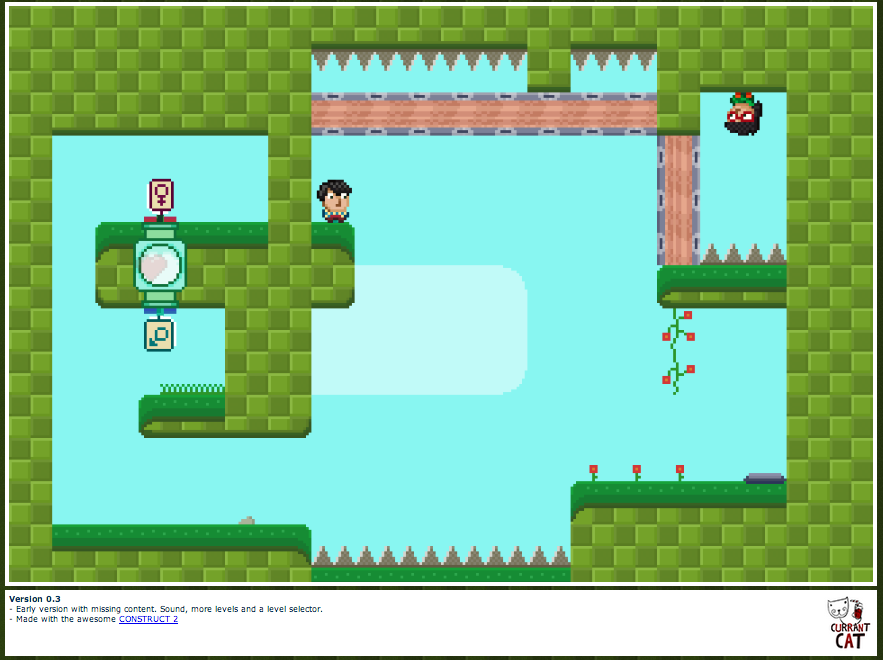 Version 0.3
- Early version with missing content. Sound, more levels and a level selector.
- Made with the awesome CONSTRUCT 2
CURRANT
CAT